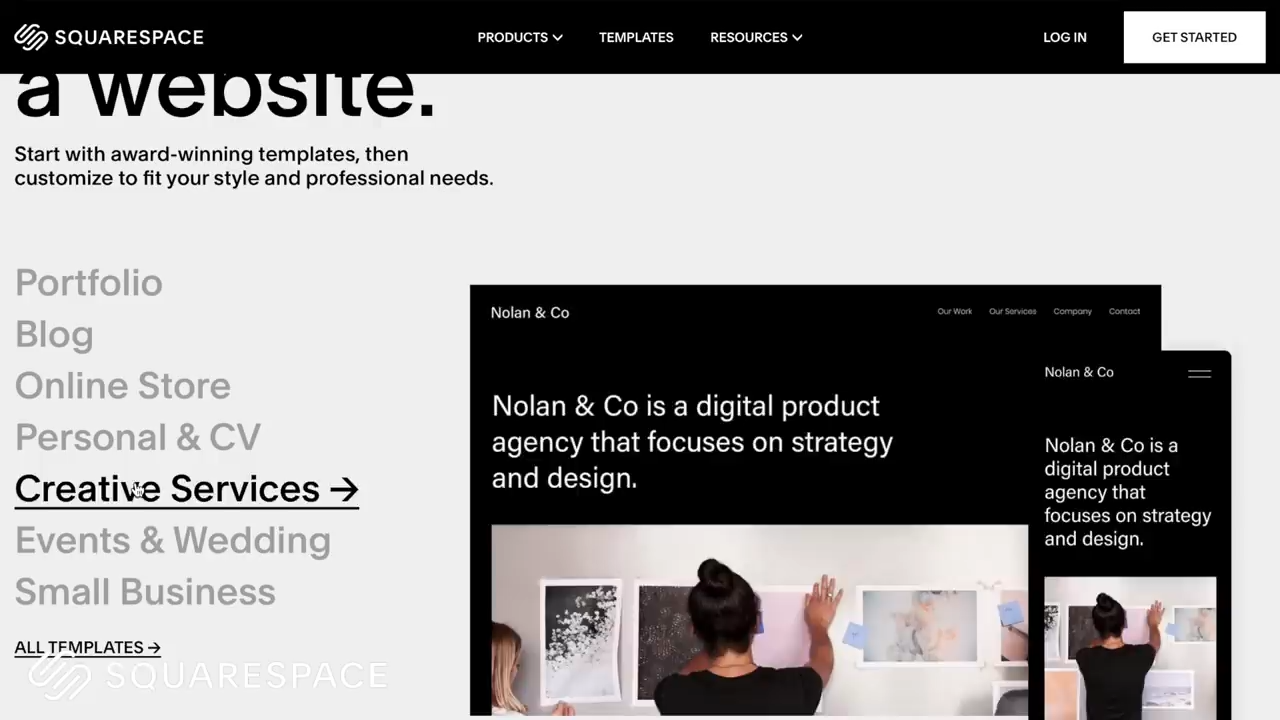 SQUARESPACE
PRODUCTS
TEMPLATES
RESOURCES
LOG IN
GET STARTED
a website.
Start with award-winning templates, then
customize to fit your style and professional needs.
Portfolio
Blog
Online Store
Personal & CV
Creative Services →
Events & Wedding
Small Business
ALL TEMPLATES →
SQUARESPACE
Nolan & Co
Our Work
Our Services
Company
Contact
Nolan & Co is a digital product
agency that focuses on strategy
and design.
Nolan & Co
Nolan & Co is a
digital product
agency that
focuses on strategy
and design.